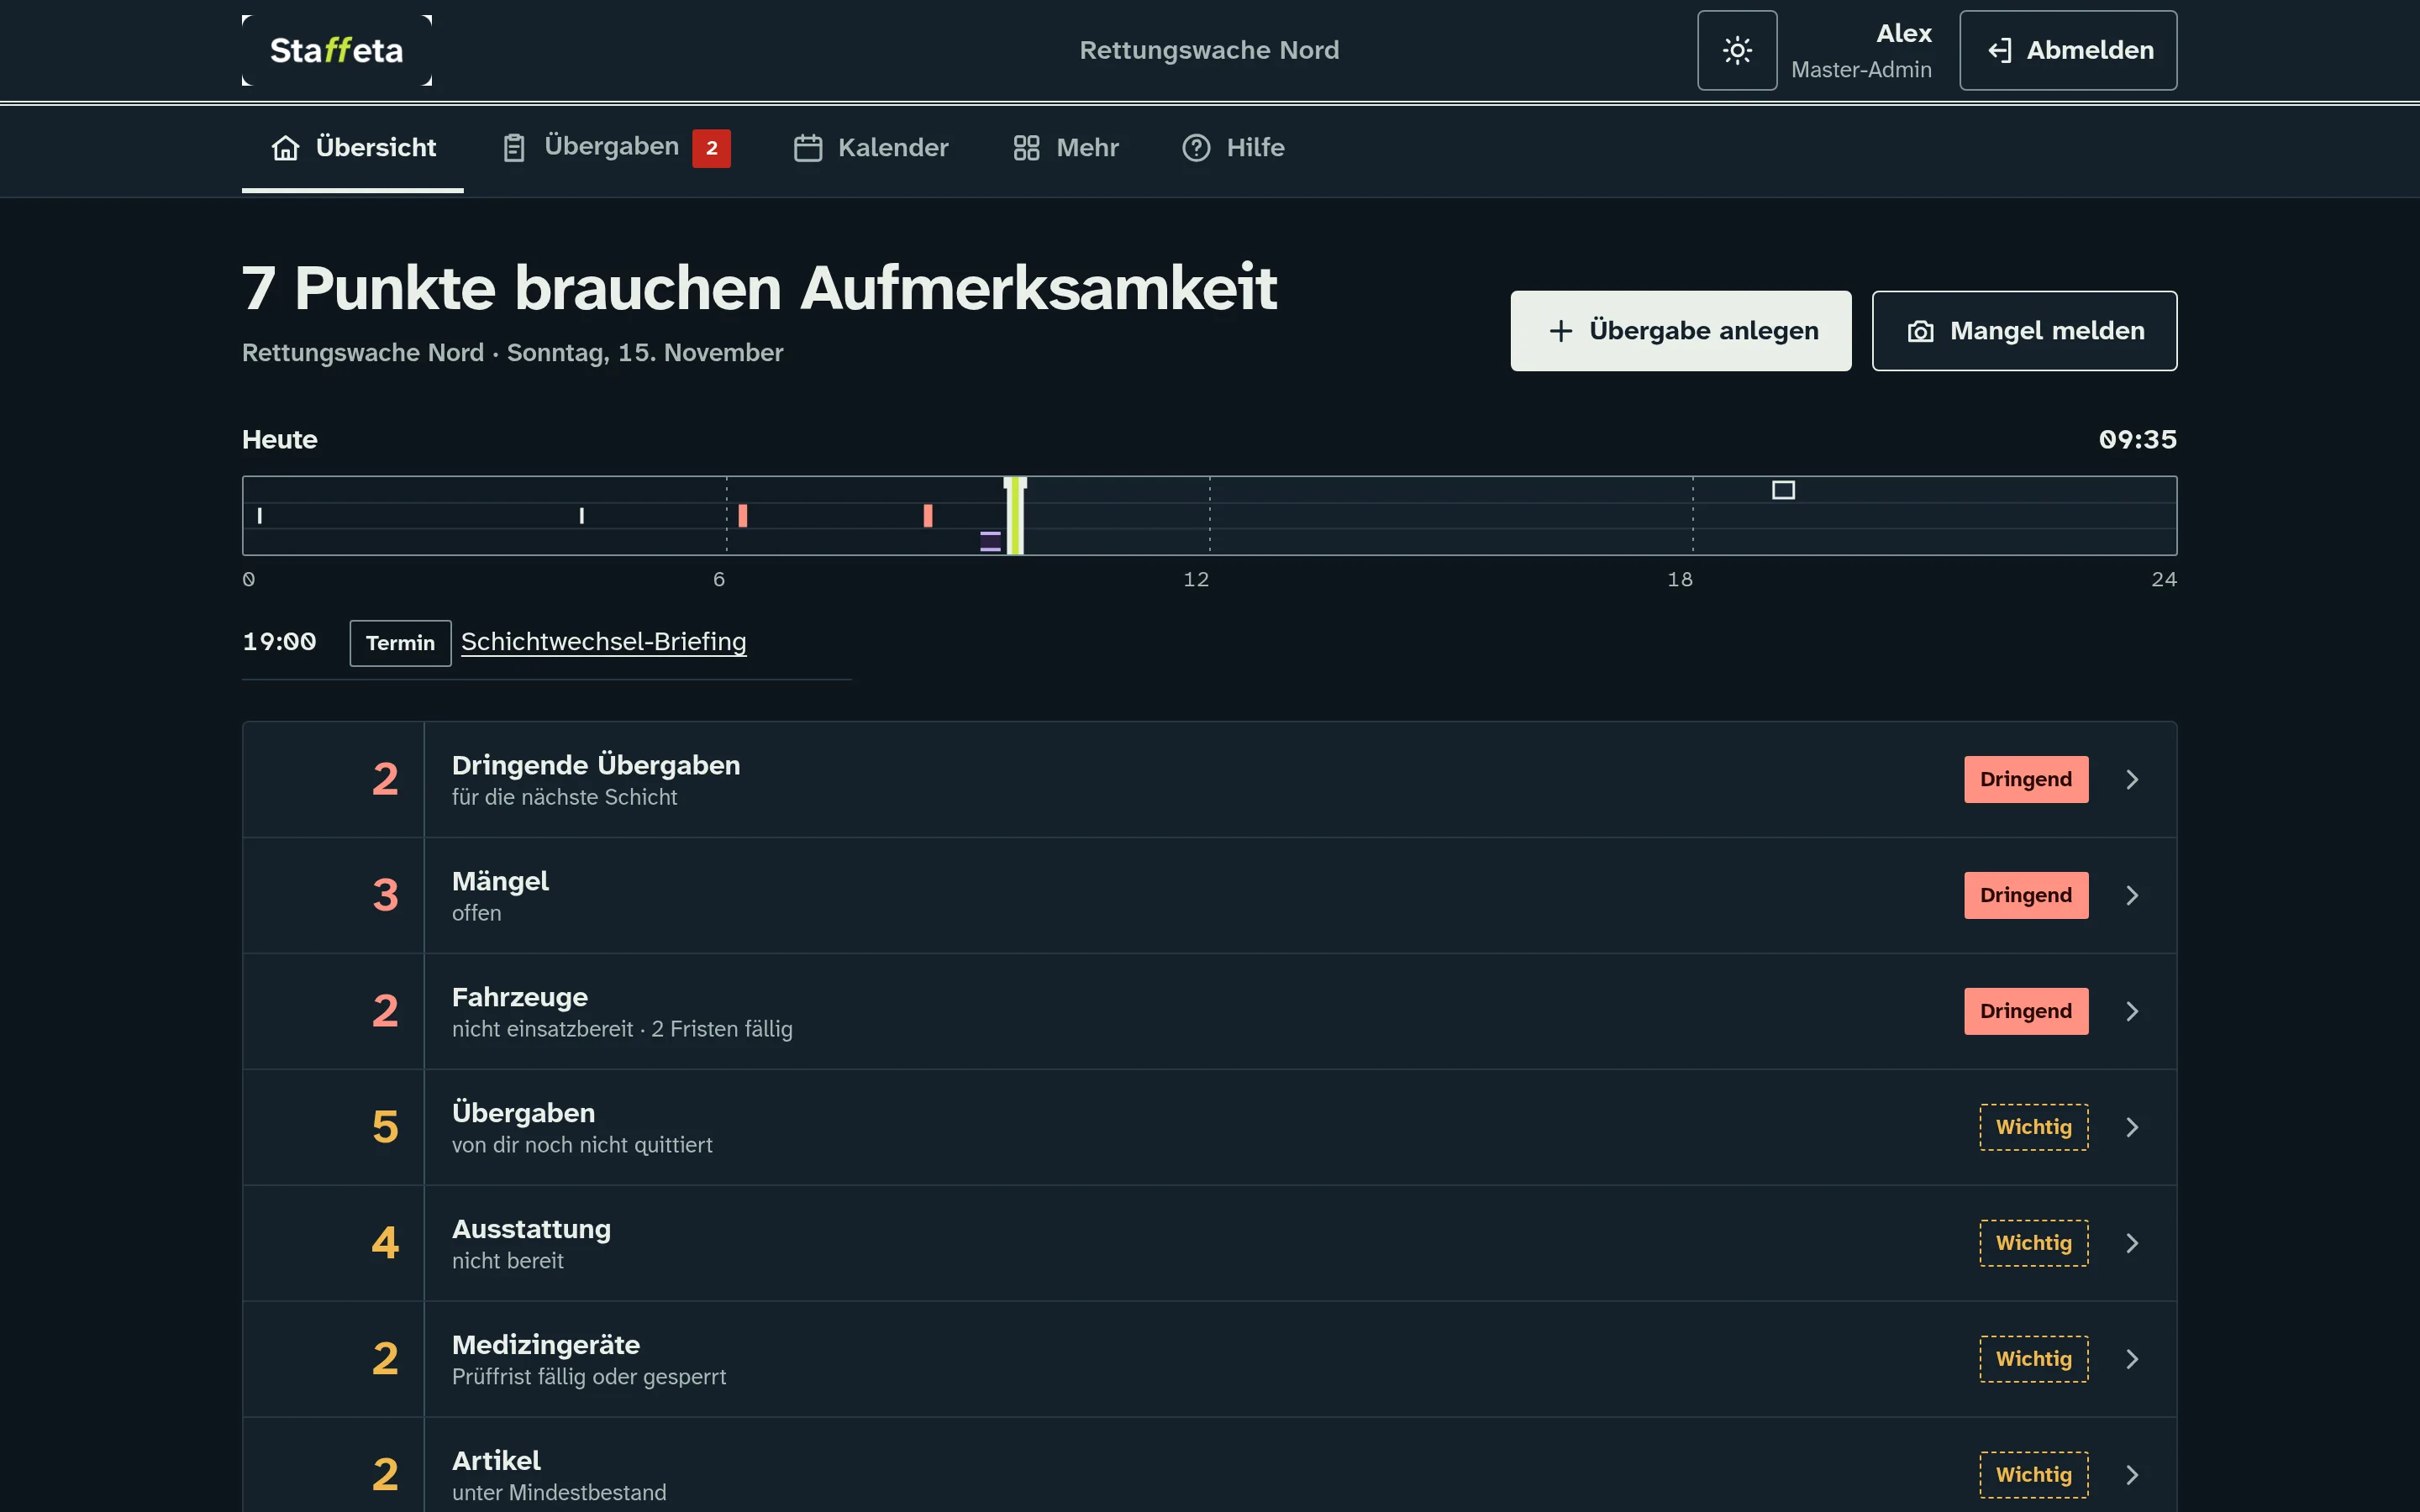 Staffeta
Rettungswache Nord
Alex
Master-Admin
Abmelden
Übersicht
Übergaben 2
Kalender
Mehr
Hilfe
7 Punkte brauchen Aufmerksamkeit
Rettungswache Nord · Sonntag, 15. November
Übergabe anlegen
Mangel melden
Heute
09:35
0 6 12 18 24
19:00 Termin Schichtwechsel-Briefing
2 Dringende Übergaben Dringend
für die nächste Schicht
3 Mängel Dringend
offen
2 Fahrzeuge Dringend
nicht einsatzbereit · 2 Fristen fällig
5 Übergaben Wichtig
von dir noch nicht quittiert
4 Ausstattung Wichtig
nicht bereit
2 Medizingeräte Wichtig
Prüffrist fällig oder gesperrt
2 Artikel Wichtig
unter Mindestbestand